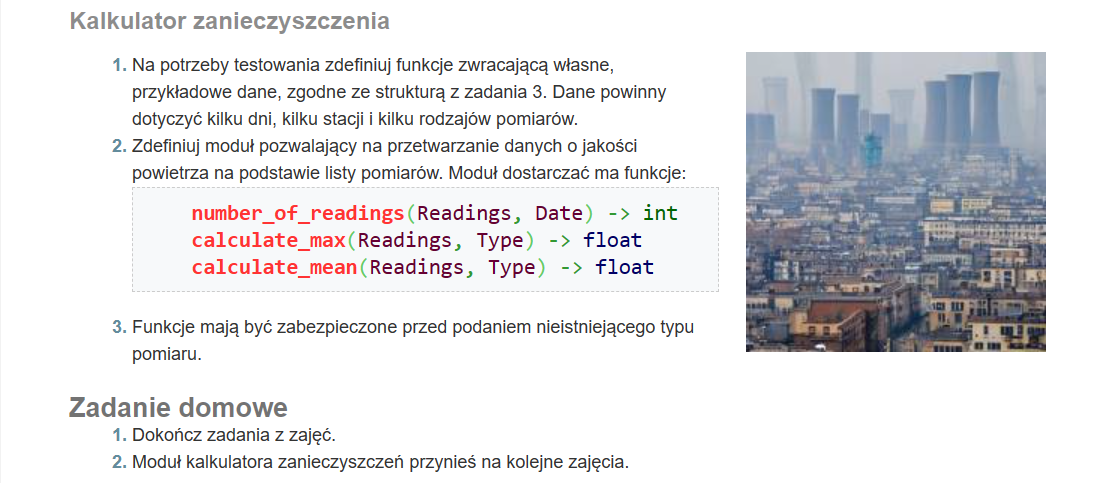 Kalkulator zanieczyszczenia
1. Na potrzeby testowania zdefiniuj funkcje zwracającą własne,
przykładowe dane, zgodne ze strukturą z zadania 3. Dane powinny
dotyczyć kilku dni, kilku stacji i kilku rodzajów pomiarów.
2. Zdefiniuj moduł pozwalający na przetwarzanie danych o jakości
powietrza na podstawie listy pomiarów. Moduł dostarczać ma funkcje:
number_of_readings(Readings, Date) -> int
calculate_max(Readings, Type) -> float
calculate_mean(Readings, Type) -> float
3. Funkcje mają być zabezpieczone przed podaniem nieistniejącego typu
pomiaru.
Zadanie domowe
1. Dokończ zadania z zajęć.
2. Moduł kalkulatora zanieczyszczeń przynieś na kolejne zajęcia.